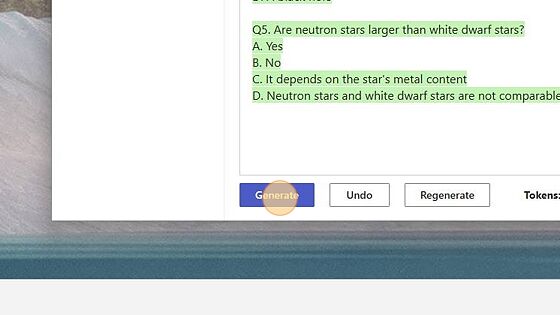 Q5. Are neutron stars larger than white dwarf stars?
A. Yes
B. No
C. It depends on the star's metal content
D. Neutron stars and white dwarf stars are not comparable
Generate Undo Regenerate Tokens: